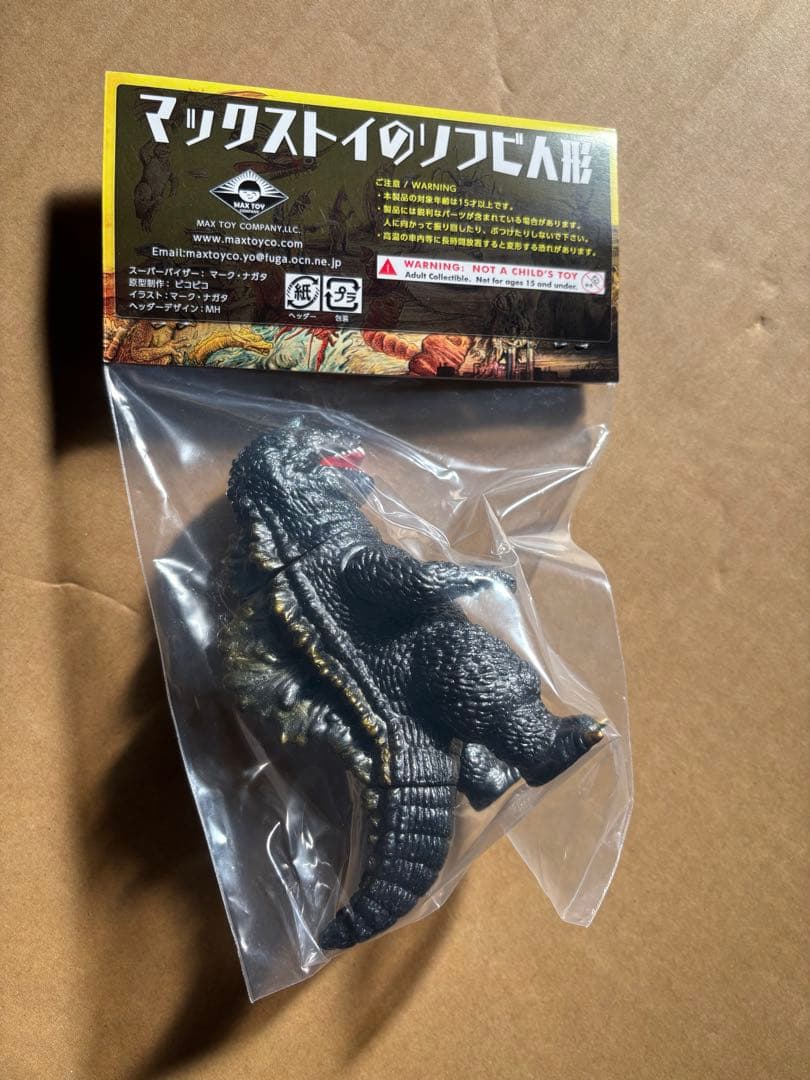 マックストイのソフビ人形
MAX TOY
COMPANY
MAX TOY COMPANY,LLC.
www.maxtoyco.com
Email:maxtoyco.yo@fuga.ocn.ne.jp
スーパーバイザー：マーク・ナガタ
原型制作：ピコピコ
イラスト：マーク・ナガタ
ヘッダーデザイン：MH
紙
ヘッダー
プラ
包装
ご注意 / WARNING
・本製品の対象年齢は15才以上です。
・製品には鋭利なパーツが含まれている場合があります。
人に向かって振り回したり、ぶつけたりしないで下さい。
・高温の車内等に長時間放置すると変形する恐れがあります。
WARNING: NOT A CHILD'S TOY
Adult Collectible. Not for ages 15 and under.